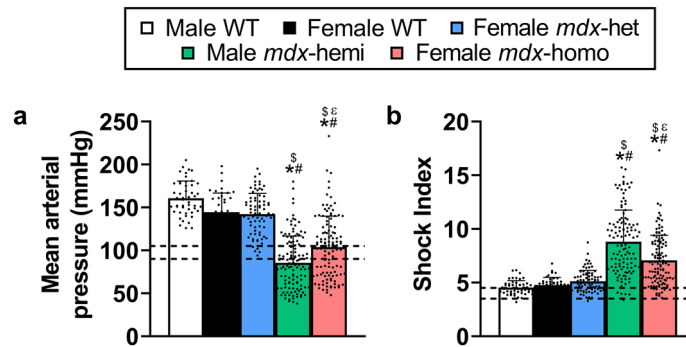 Male WT Female WT Female mdx-het
Male mdx-hemi Female mdx-homo
a
Mean arterial
pressure (mmHg)
250
200
150
100
50
0
$
*#
$ ε
*#
b
Shock Index
20
15
10
5
0
$
*#
$ ε
*#